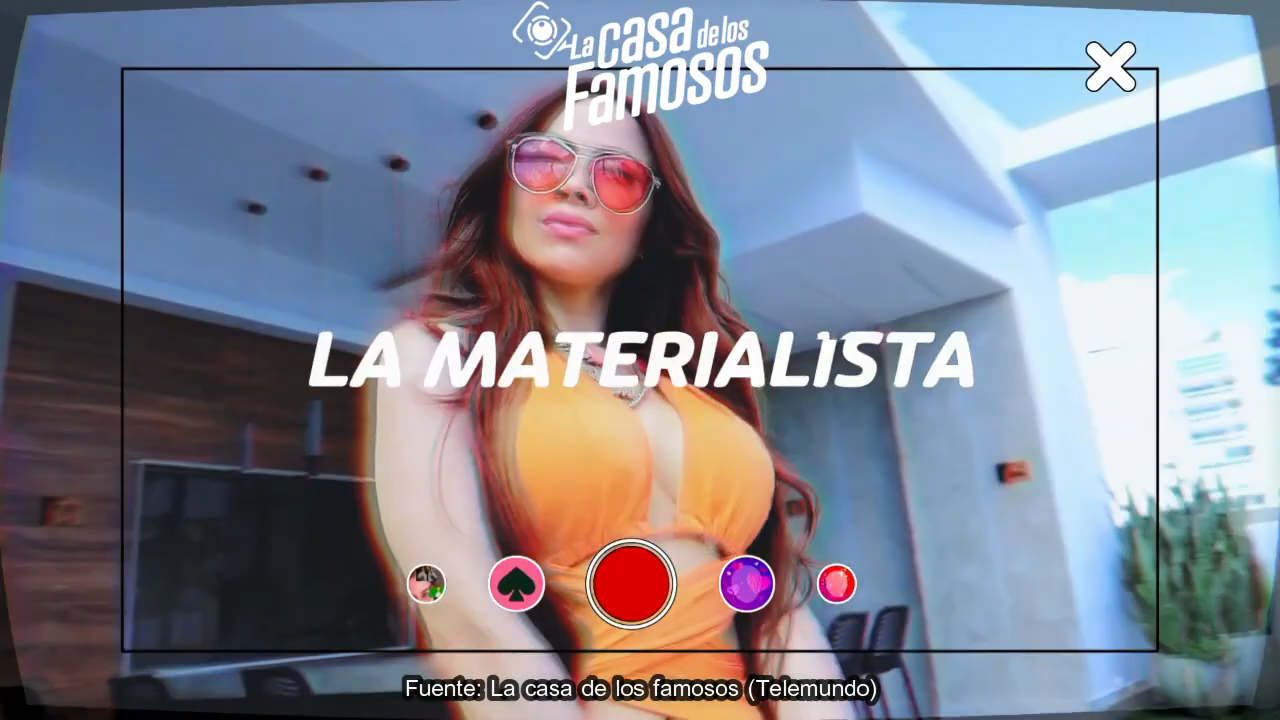 La casa de los
Famosos
LA MATERIALISTA
Fuente: La casa de los famosos (Telemundo)